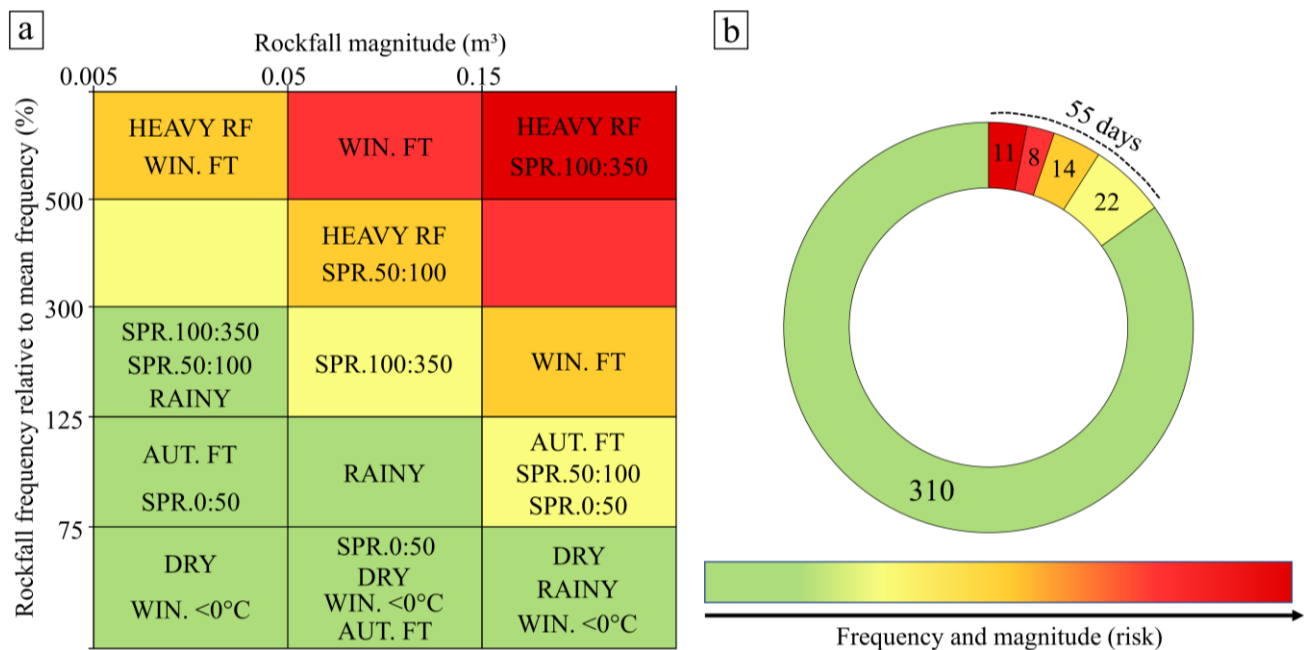 a
Rockfall magnitude (m³)
0.005
0.05
0.15
Rockfall frequency relative to mean frequency (%)
HEAVY RF
WIN. FT
WIN. FT
HEAVY RF
SPR.100:350
500
HEAVY RF
SPR.50:100
300
SPR.100:350
SPR.50:100
RAINY
SPR.100:350
WIN. FT
125
AUT. FT
SPR.0:50
RAINY
AUT. FT
SPR.50:100
SPR.0:50
75
DRY
WIN. <0°C
SPR.0:50
DRY
WIN. <0°C
AUT. FT
DRY
RAINY
WIN. <0°C
b
55 days
11
8
14
22
310
Frequency and magnitude (risk)